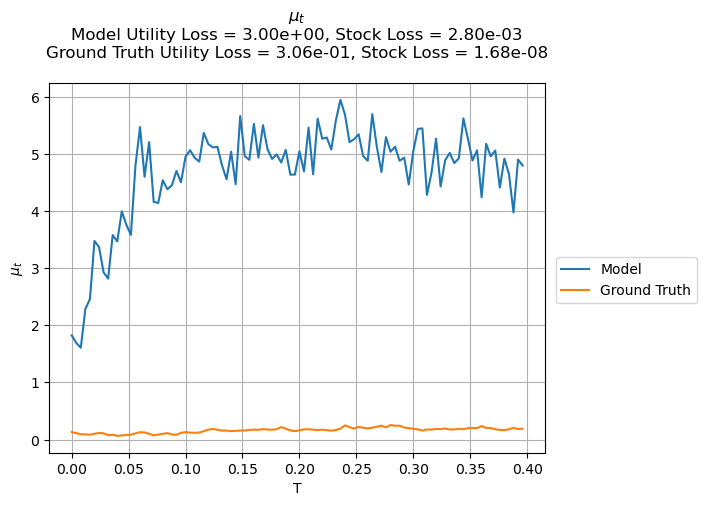 μₜ
Model Utility Loss = 3.00e+00, Stock Loss = 2.80e-03
Ground Truth Utility Loss = 3.06e-01, Stock Loss = 1.68e-08
6
5
4
3
2
1
0
μₜ
0.00 0.05 0.10 0.15 0.20 0.25 0.30 0.35 0.40
T
Model
Ground Truth